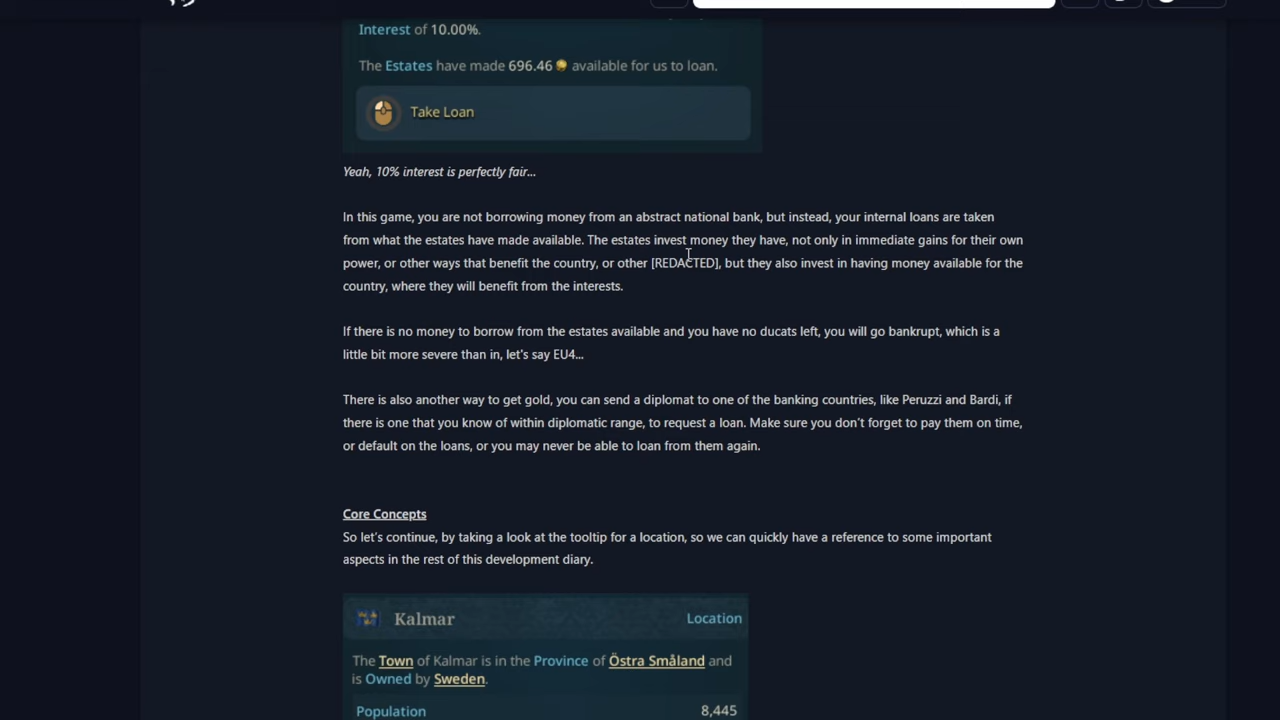 Interest of 10.00%.
The Estates have made 696.46 available for us to loan.
Take Loan
Yeah, 10% interest is perfectly fair...
In this game, you are not borrowing money from an abstract national bank, but instead, your internal loans are taken
from what the estates have made available. The estates invest money they have, not only in immediate gains for their own
power, or other ways that benefit the country, or other [REDACTED], but they also invest in having money available for the
country, where they will benefit from the interests.
If there is no money to borrow from the estates available and you have no ducats left, you will go bankrupt, which is a
little bit more severe than in, let's say EU4...
There is also another way to get gold, you can send a diplomat to one of the banking countries, like Peruzzi and Bardi, if
there is one that you know of within diplomatic range, to request a loan. Make sure you don't forget to pay them on time,
or default on the loans, or you may never be able to loan from them again.
Core Concepts
So let's continue, by taking a look at the tooltip for a location, so we can quickly have a reference to some important
aspects in the rest of this development diary.
Kalmar Location
The Town of Kalmar is in the Province of Östra Småland and
is Owned by Sweden.
Population 8,445